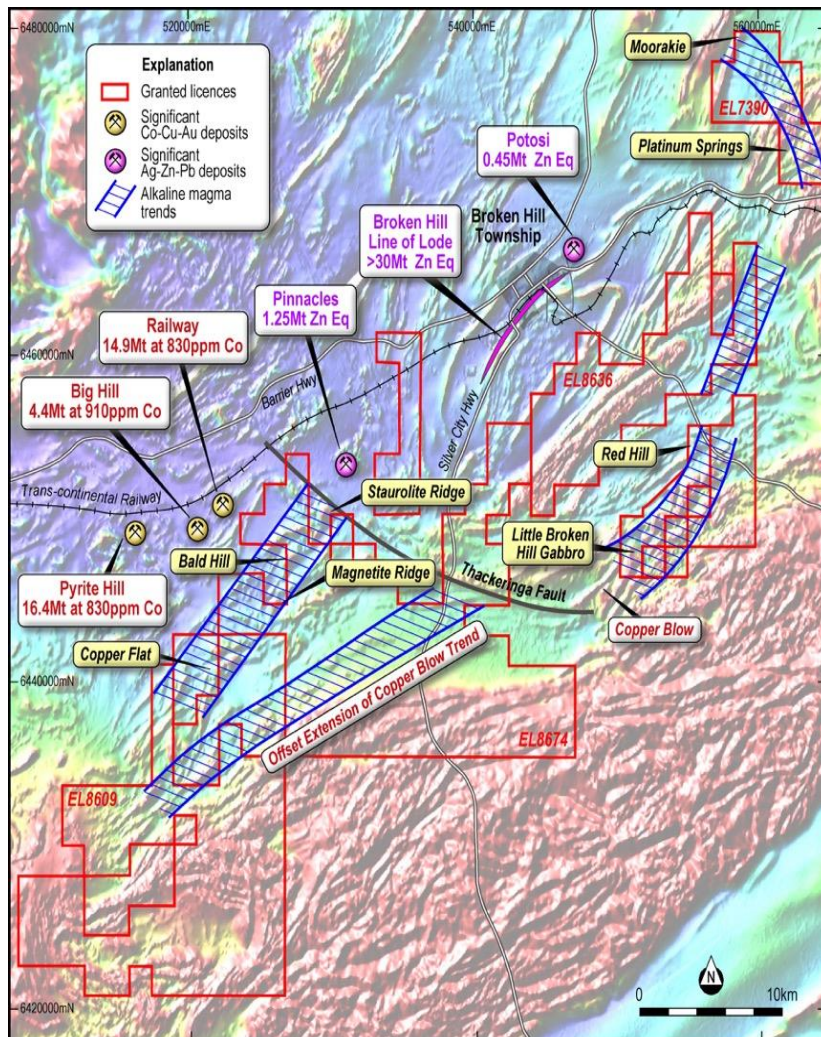 6480000mN
520000mE
540000mE
560000mE
Explanation
Granted licences
Significant
Co-Cu-Au deposits
Significant
Ag-Zn-Pb deposits
Alkaline magma
trends
Moorakie
EL7390
Platinum Springs
Potosi
0.45Mt Zn Eq
Broken Hill
Township
Broken Hill
Line of Lode
>30Mt Zn Eq
Pinnacles
1.25Mt Zn Eq
Railway
14.9Mt at 830ppm Co
6460000mN
Big Hill
4.4Mt at 910ppm Co
Barrier Hwy
Silver City Hwy
EL8636
Red Hill
Trans-continental Railway
Staurolite Ridge
Little Broken
Hill Gabbro
Bald Hill
Magnetite Ridge
Thackeringa Fault
Pyrite Hill
16.4Mt at 830ppm Co
Copper Blow
Copper Flat
6440000mN
Offset Extension of Copper Blow Trend
EL8674
EL8609
N
0
10km
6420000mN